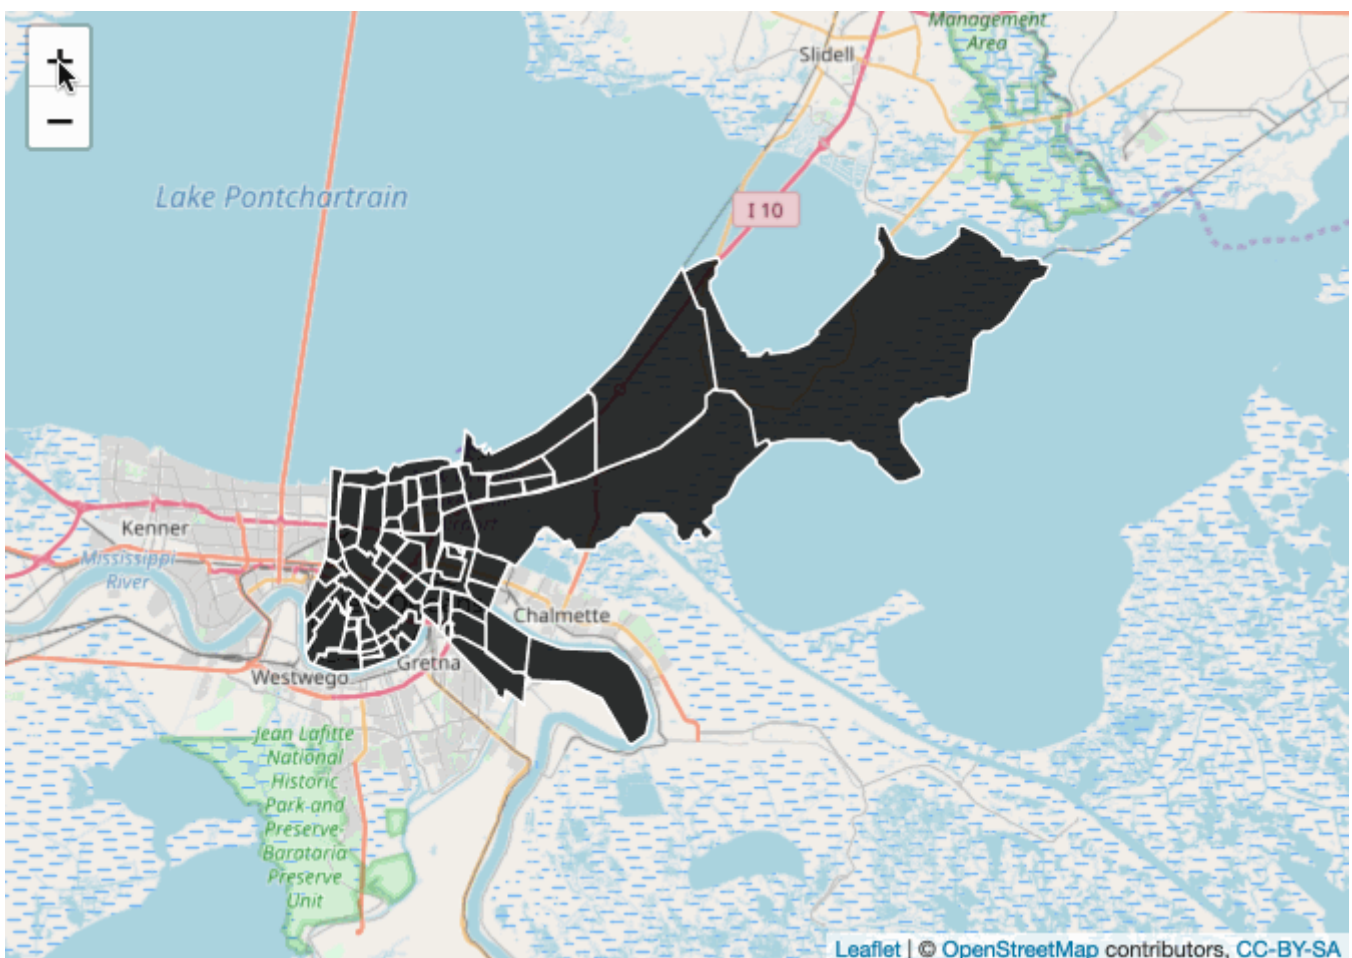 Management
Area
Slidell
+
−
Lake Pontchartrain
I 10
Kenner
Mississippi
River
Chalmette
Gretna
Westwego
Jean Lafitte
National
Historic
Park and
Preserve-
Barataria
Preserve
Unit
Leaflet | © OpenStreetMap contributors, CC-BY-SA